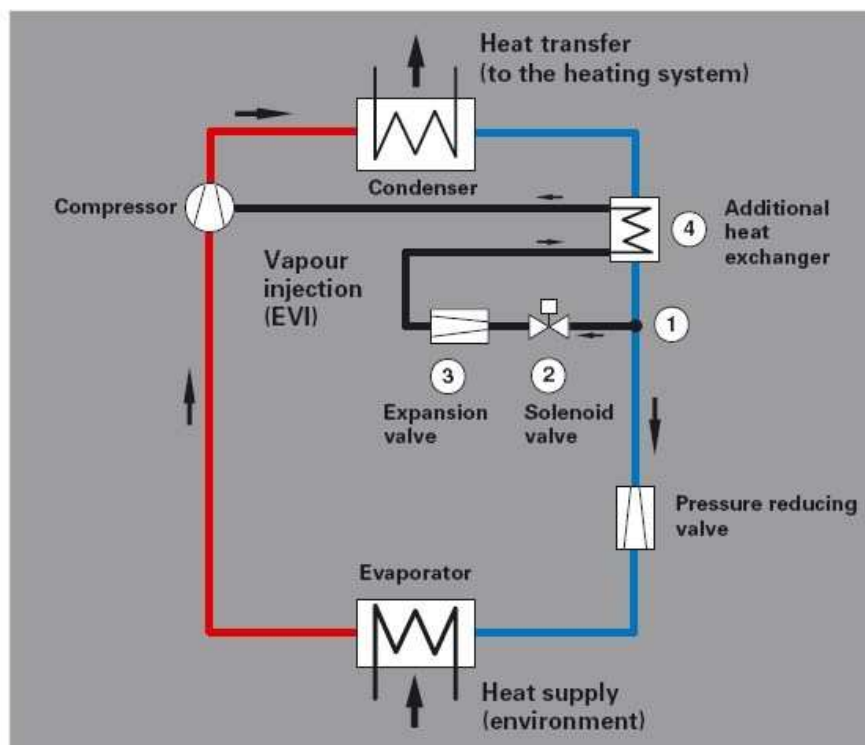 Heat transfer
(to the heating system)
Condenser
Compressor
4
Additional
heat
exchanger
Vapour
injection
(EVI)
1
3
2
Expansion
valve
Solenoid
valve
Pressure reducing
valve
Evaporator
Heat supply
(environment)